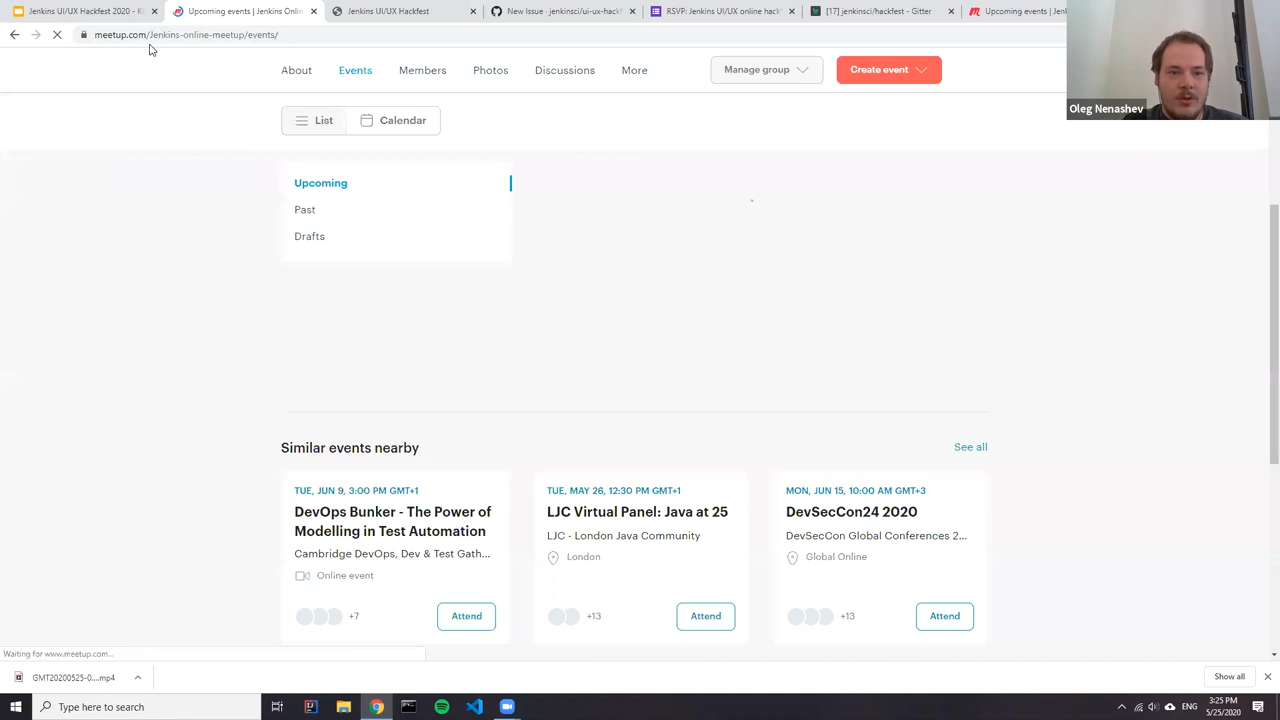 Jenkins UI/UX Hackfest 2020 - Ki
Upcoming events | Jenkins Onlin
Jenkins UI/UX Hackfest
New Issue · jenkinsci/ui-ux-hackf
RSVP: Jenkins UI/UX online hack
[17] jenkinsci/hackfest - Gitter
Upcoming events | Jenk
meetup.com/Jenkins-online-meetup/events/
About
Events
Members
Photos
Discussions
More
Manage group
Create event
Oleg Nenashev
List
Calendar
Upcoming
Past
Drafts
Similar events nearby
See all
TUE, JUN 9, 3:00 PM GMT+1
DevOps Bunker - The Power of
Modelling in Test Automation
Cambridge DevOps, Dev & Test Gath...
Online event
+7
Attend
TUE, MAY 26, 12:30 PM GMT+1
LJC Virtual Panel: Java at 25
LJC - London Java Community
London
+13
Attend
MON, JUN 15, 10:00 AM GMT+3
DevSecCon24 2020
DevSecCon Global Conferences 2...
Global Online
+13
Attend
Waiting for www.meetup.com...
GMT20200525-0....mp4
Show all
Type here to search
ENG
3:25 PM
5/25/2020